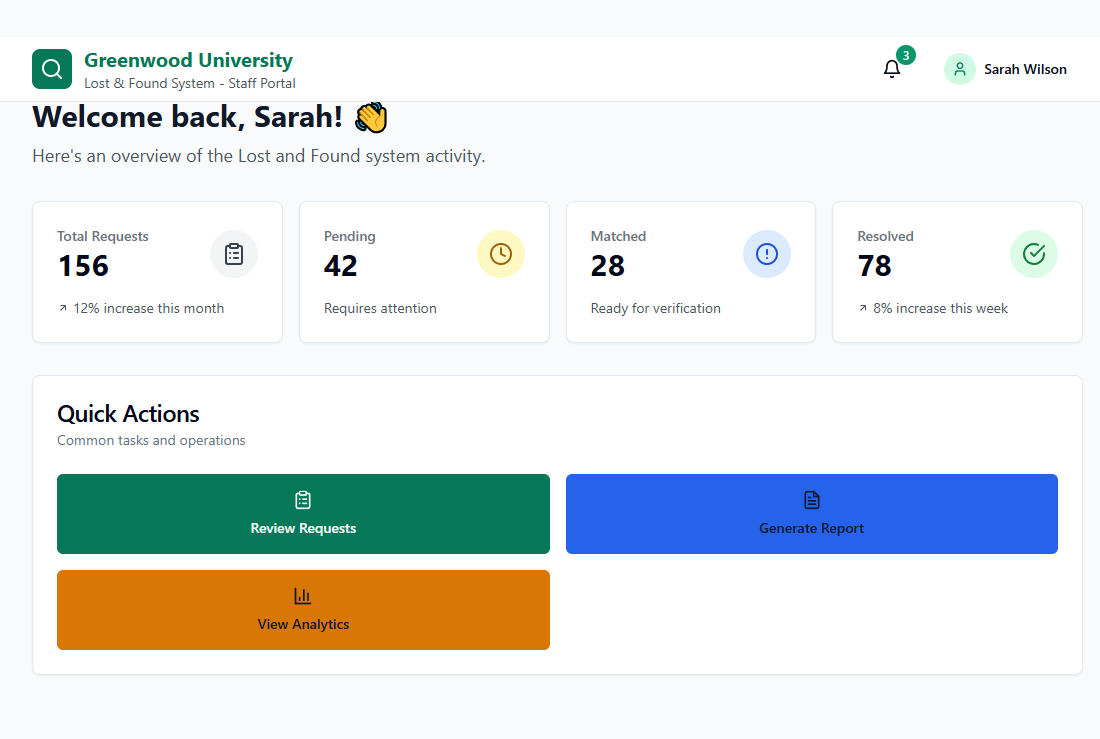 Greenwood University
Lost & Found System - Staff Portal
3
Sarah Wilson
Welcome back, Sarah! 👋
Here's an overview of the Lost and Found system activity.
Total Requests
156
12% increase this month
Pending
42
Requires attention
Matched
28
Ready for verification
Resolved
78
8% increase this week
Quick Actions
Common tasks and operations
Review Requests
Generate Report
View Analytics